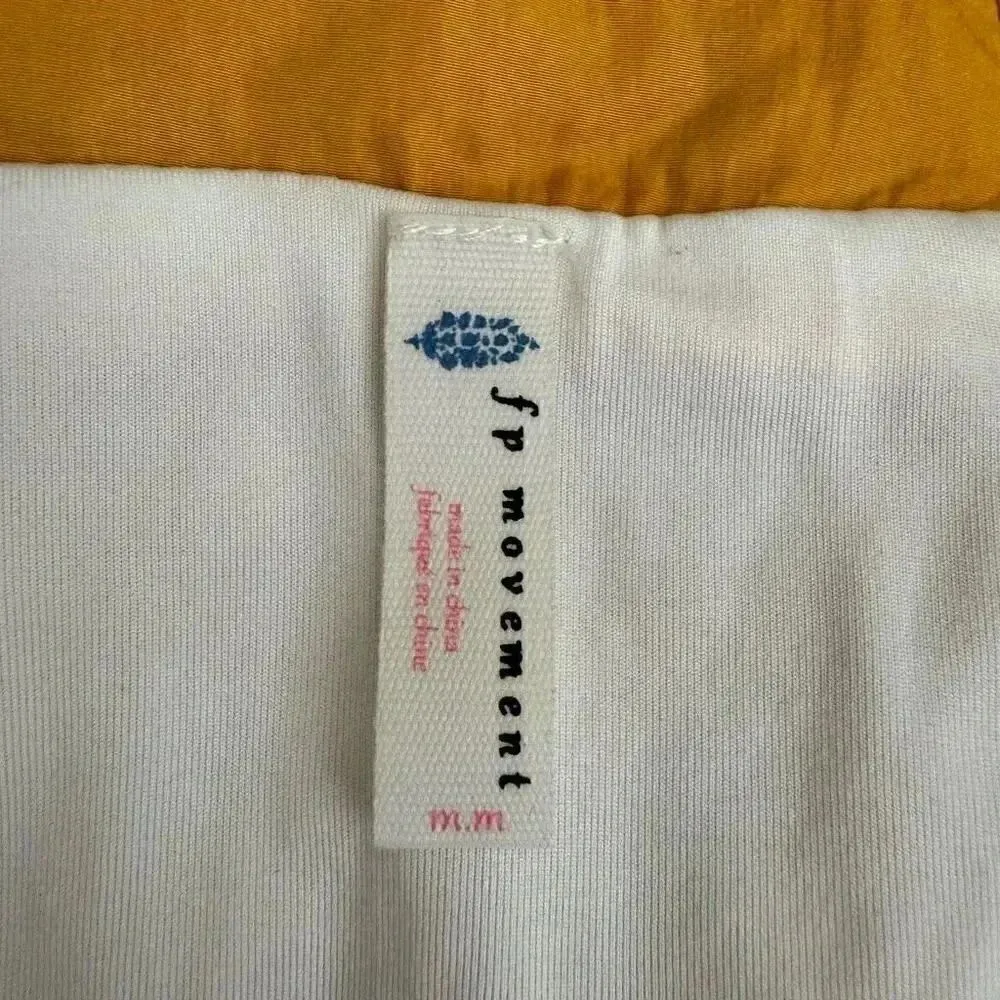 fp movement
made in china
fabriqué en chine
m.m